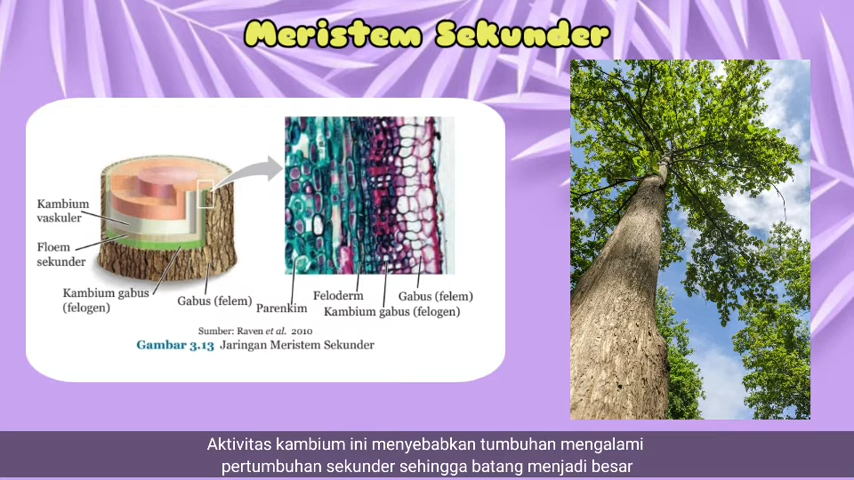 Meristem Sekunder
Kambium
vaskuler
Floem
sekunder
Kambium gabus
(felogen)
Gabus (felem)
Parenkim
Feloderm
Kambium gabus (felogen)
Gabus (felem)
Sumber: Raven et al. 2010
Gambar 3.13 Jaringan Meristem Sekunder
Aktivitas kambium ini menyebabkan tumbuhan mengalami
pertumbuhan sekunder sehingga batang menjadi besar